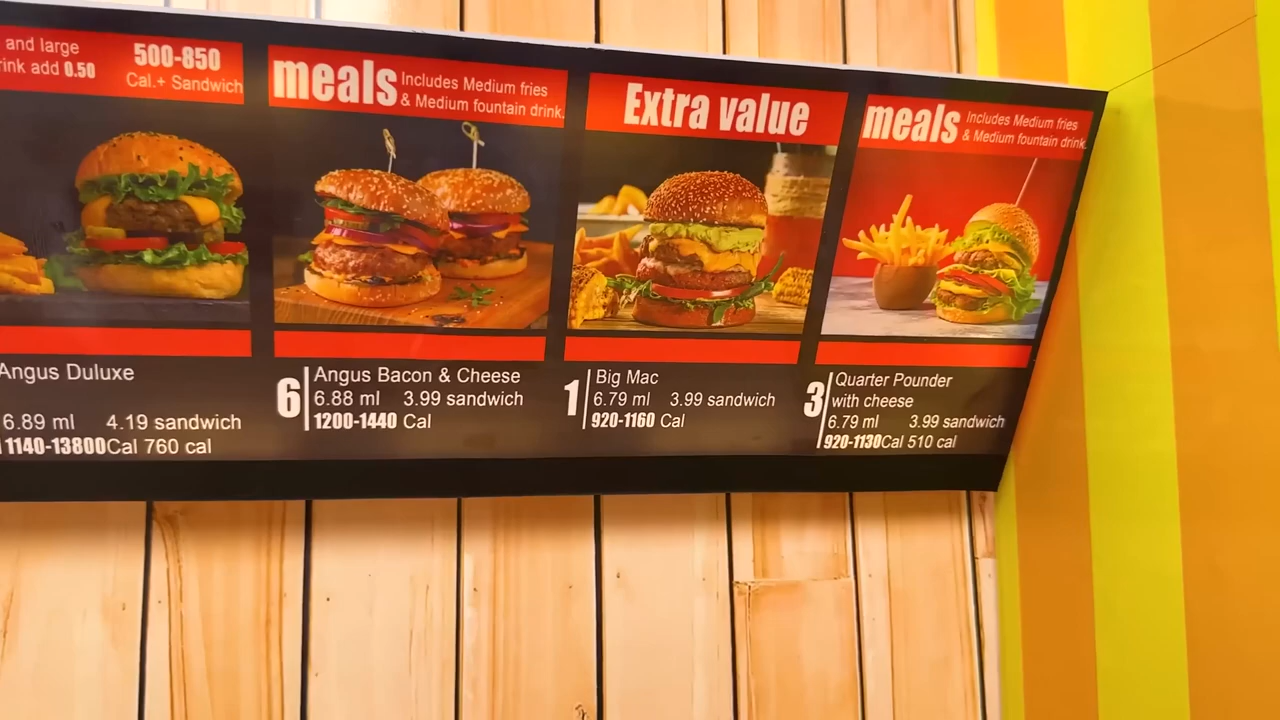 and large
rink add 0.50
500-850
Cal.+ Sandwich
meals Includes Medium fries
& Medium fountain drink.
Extra value
meals Includes Medium fries
& Medium fountain drink.
Angus Duluxe
6.89 ml 4.19 sandwich
1140-13800Cal 760 cal
6 Angus Bacon & Cheese
6.88 ml 3.99 sandwich
1200-1440 Cal
1 Big Mac
6.79 ml 3.99 sandwich
920-1160 Cal
3 Quarter Pounder
with cheese
6.79 ml 3.99 sandwich
920-1130Cal 510 cal